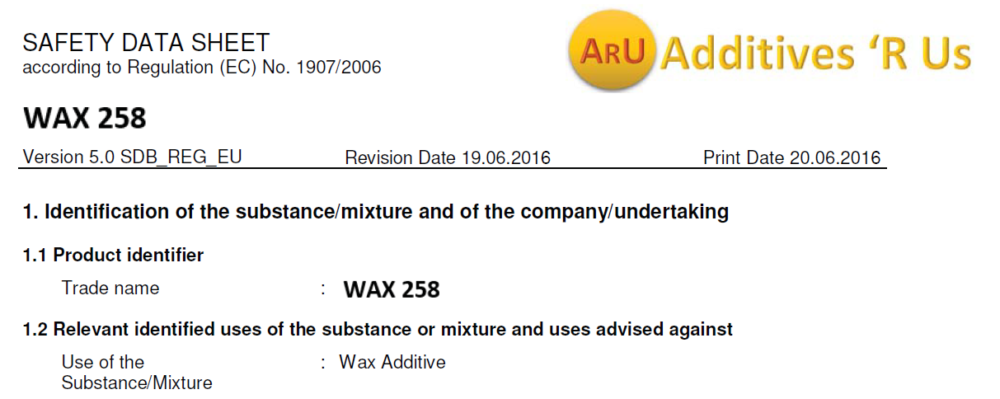 SAFETY DATA SHEET
according to Regulation (EC) No. 1907/2006
ARU Additives ‘R Us
WAX 258
Version 5.0 SDB_REG_EU Revision Date 19.06.2016 Print Date 20.06.2016
1. Identification of the substance/mixture and of the company/undertaking
1.1 Product identifier
Trade name : WAX 258
1.2 Relevant identified uses of the substance or mixture and uses advised against
Use of the : Wax Additive
Substance/Mixture